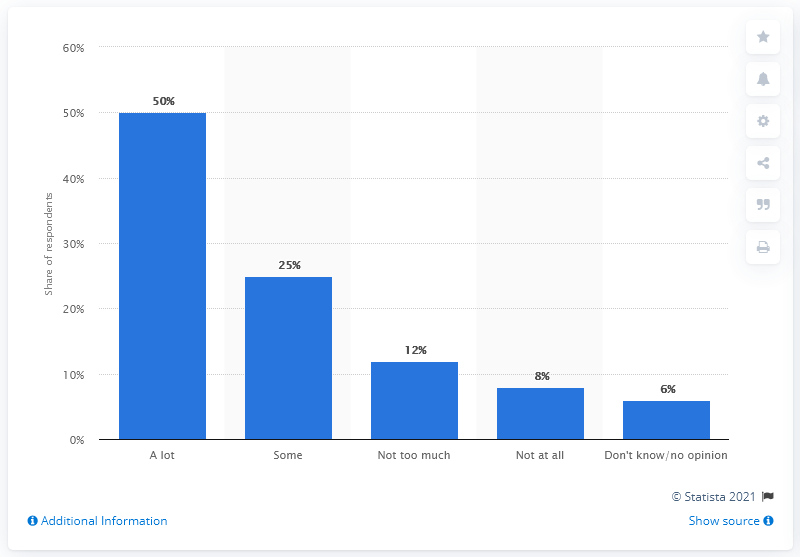 60%
50%
40%
30%
20%
10%
0%
Share of respondents
50%
25%
12%
8%
6%
A lot
Some
Not too much
Not at all
Don't know/no opinion
© Statista 2021
Additional Information
Show source